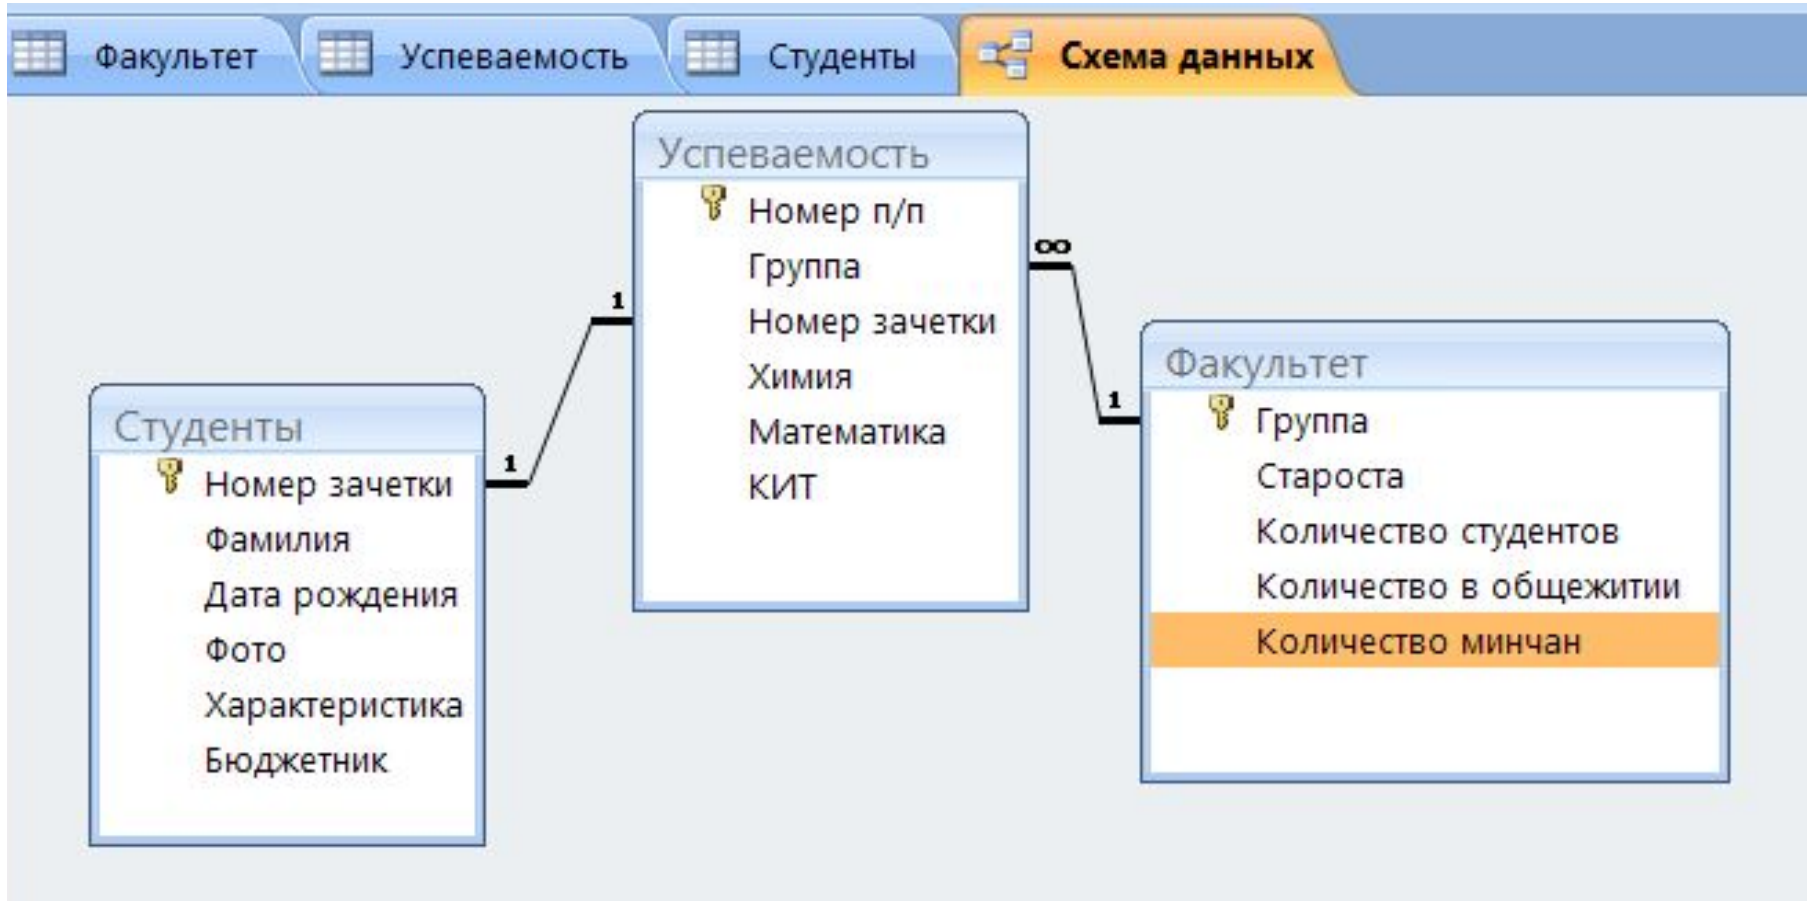 Факультет
Успеваемость
Студенты
Схема данных
Успеваемость
Номер п/п
Группа
Номер зачетки
Химия
Математика
КИТ
∞
1
1
1
Студенты
Номер зачетки
Фамилия
Дата рождения
Фото
Характеристика
Бюджетник
Факультет
Группа
Староста
Количество студентов
Количество в общежитии
Количество минчан